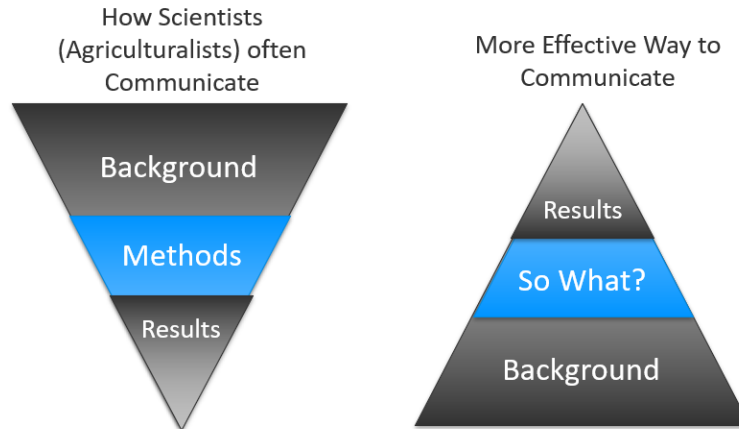 How Scientists
(Agriculturalists) often
Communicate
Background
Methods
Results
More Effective Way to
Communicate
Results
So What?
Background